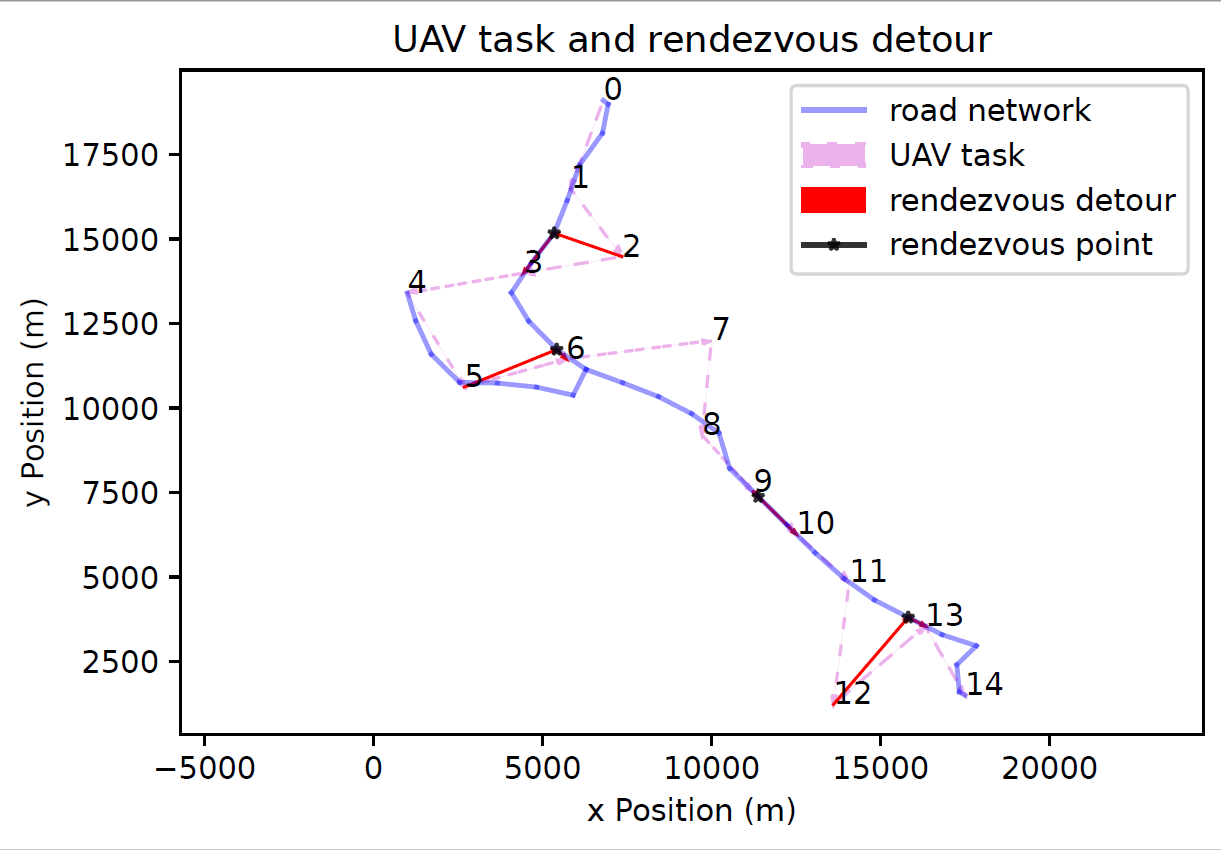 UAV task and rendezvous detour
road network
UAV task
rendezvous detour
rendezvous point
y Position (m)
17500
15000
12500
10000
7500
5000
2500
0
1
2
3
4
5
6
7
8
9
10
11
12
13
14
−5000 0 5000 10000 15000 20000
x Position (m)